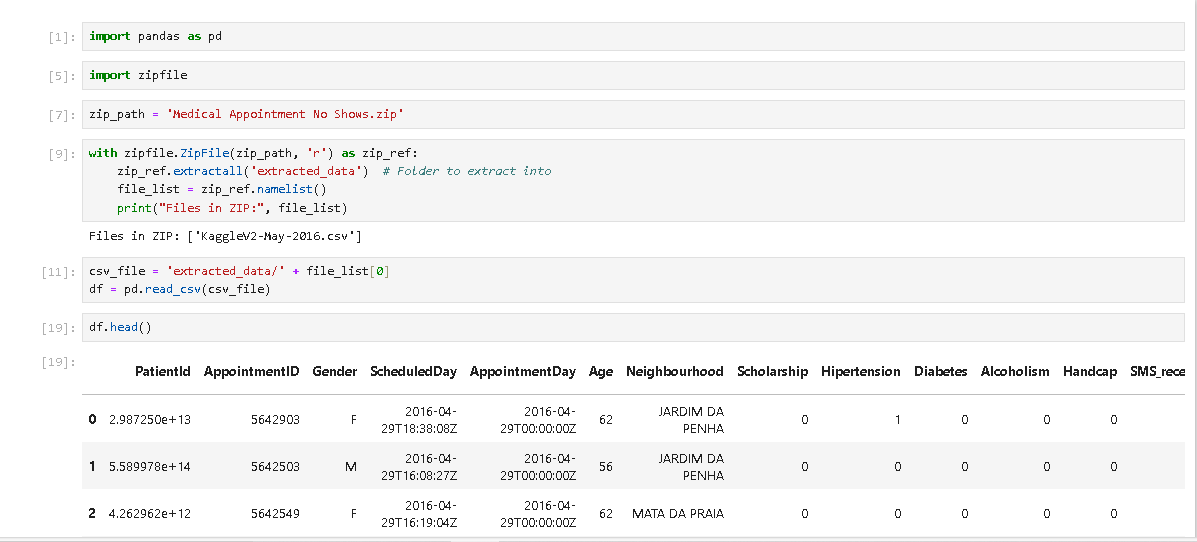 [1]: import pandas as pd
[5]: import zipfile
[7]: zip_path = 'Medical Appointment No Shows.zip'
[9]: with zipfile.ZipFile(zip_path, 'r') as zip_ref:
zip_ref.extractall('extracted_data')  # Folder to extract into
file_list = zip_ref.namelist()
print("Files in ZIP:", file_list)
Files in ZIP: ['KaggleV2-May-2016.csv']
[11]: csv_file = 'extracted_data/' + file_list[0]
df = pd.read_csv(csv_file)
[19]: df.head()
[19]:
PatientId AppointmentID Gender ScheduledDay AppointmentDay Age Neighbourhood Scholarship Hipertension Diabetes Alcoholism Handcap SMS_rece
0 2.987250e+13 5642903 F 2016-04-29T18:38:08Z 2016-04-29T00:00:00Z 62 JARDIM DA PENHA 0 1 0 0 0
1 5.589978e+14 5642503 M 2016-04-29T16:08:27Z 2016-04-29T00:00:00Z 56 JARDIM DA PENHA 0 0 0 0 0
2 4.262962e+12 5642549 F 2016-04-29T16:19:04Z 2016-04-29T00:00:00Z 62 MATA DA PRAIA 0 0 0 0 0